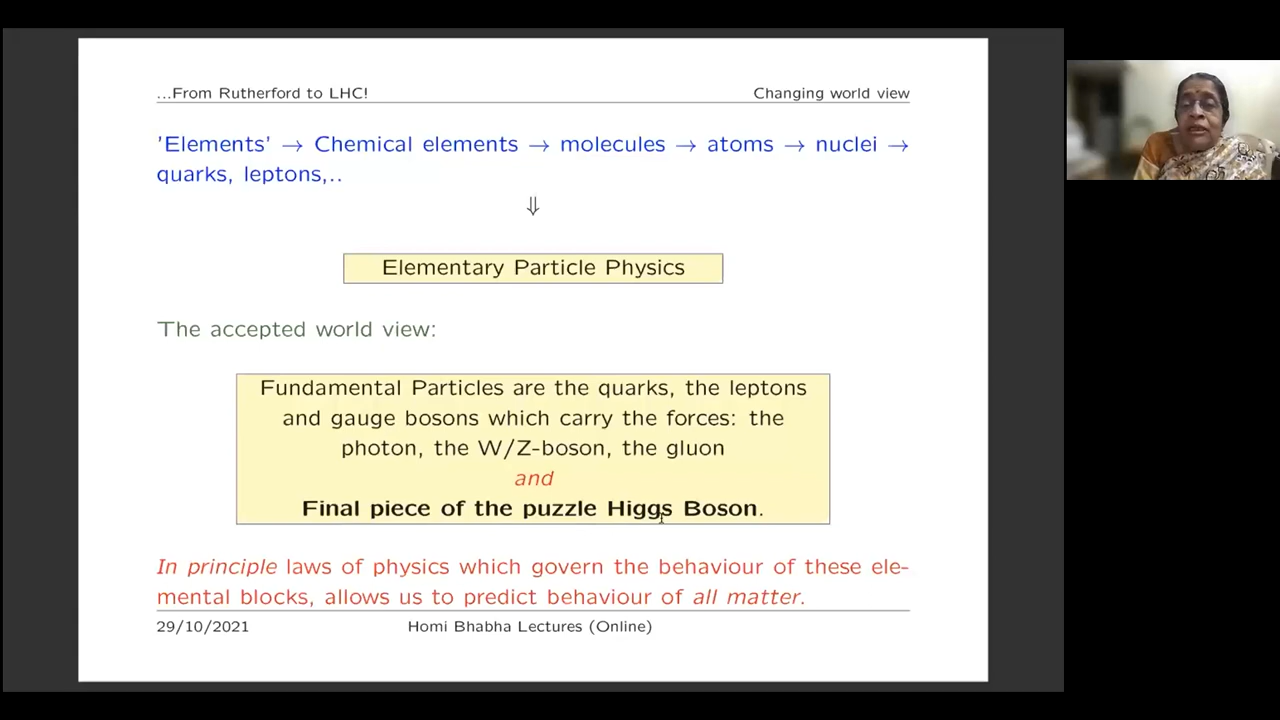 ...From Rutherford to LHC! Changing world view
'Elements' → Chemical elements → molecules → atoms → nuclei →
quarks, leptons,..
⇓
Elementary Particle Physics
The accepted world view:
Fundamental Particles are the quarks, the leptons
and gauge bosons which carry the forces: the
photon, the W/Z-boson, the gluon
and
Final piece of the puzzle Higgs Boson.
In principle laws of physics which govern the behaviour of these ele-
mental blocks, allows us to predict behaviour of all matter.
29/10/2021 Homi Bhabha Lectures (Online)